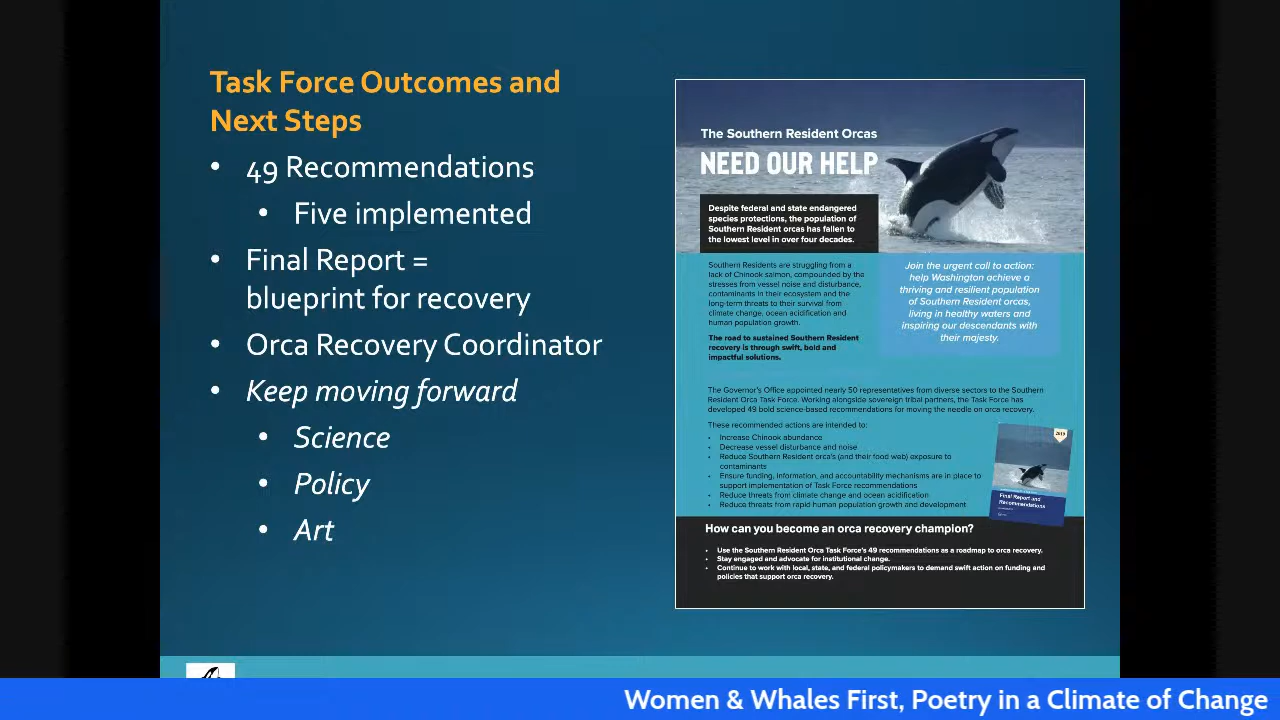 Task Force Outcomes and
Next Steps
• 49 Recommendations
• Five implemented
• Final Report =
blueprint for recovery
• Orca Recovery Coordinator
• Keep moving forward
• Science
• Policy
• Art
The Southern Resident Orcas
NEED OUR HELP
Despite federal and state endangered
species protections, the population of
Southern Resident orcas has fallen to
the lowest level in over four decades.
Southern Residents are struggling from a
lack of Chinook salmon, compounded by the
stresses from vessel noise and disturbance,
contaminants in their ecosystem and the
long-term threats to their survival from
climate change, ocean acidification and
human population growth.
The road to sustained Southern Resident
recovery is through swift, bold and
impactful solutions.
Join the urgent call to action:
help Washington achieve a
thriving and resilient population
of Southern Resident orcas,
living in healthy waters and
inspiring our descendants with
their majesty.
The Governor's Office appointed nearly 50 representatives from diverse sectors to the Southern
Resident Orca Task Force. Working alongside sovereign tribal partners, the Task Force has
developed 49 bold science-based recommendations for moving the needle on orca recovery.
These recommended actions are intended to:
• Increase Chinook abundance
• Decrease vessel disturbance and noise
• Reduce Southern Resident orca's (and their food web) exposure to
contaminants
• Ensure funding, information, and accountability mechanisms are in place to
support implementation of Task Force recommendations
• Reduce threats from climate change and ocean acidification
• Reduce threats from rapid human population growth and development
2019
Final Report and
Recommendations
How can you become an orca recovery champion?
• Use the Southern Resident Orca Task Force's 49 recommendations as a roadmap to orca recovery.
• Stay engaged and advocate for institutional change.
• Continue to work with local, state, and federal policymakers to demand swift action on funding and
policies that support orca recovery.
Women & Whales First, Poetry in a Climate of Change